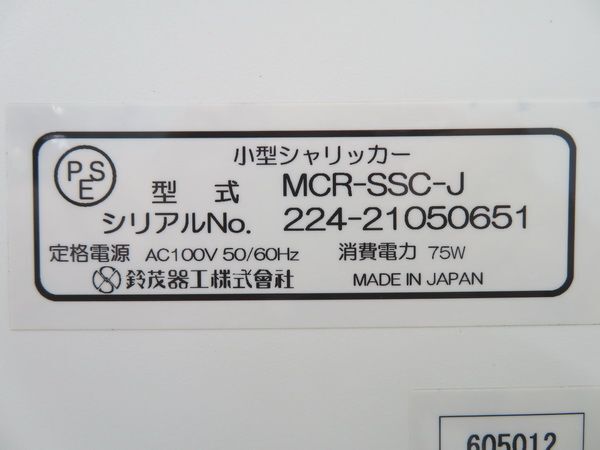 PSE
小型シャリッカー
型式 MCR-SSC-J
シリアルNo. 224-21050651
定格電源 AC100V 50/60Hz 消費電力 75W
鈴茂器工株式會社 MADE IN JAPAN
605012